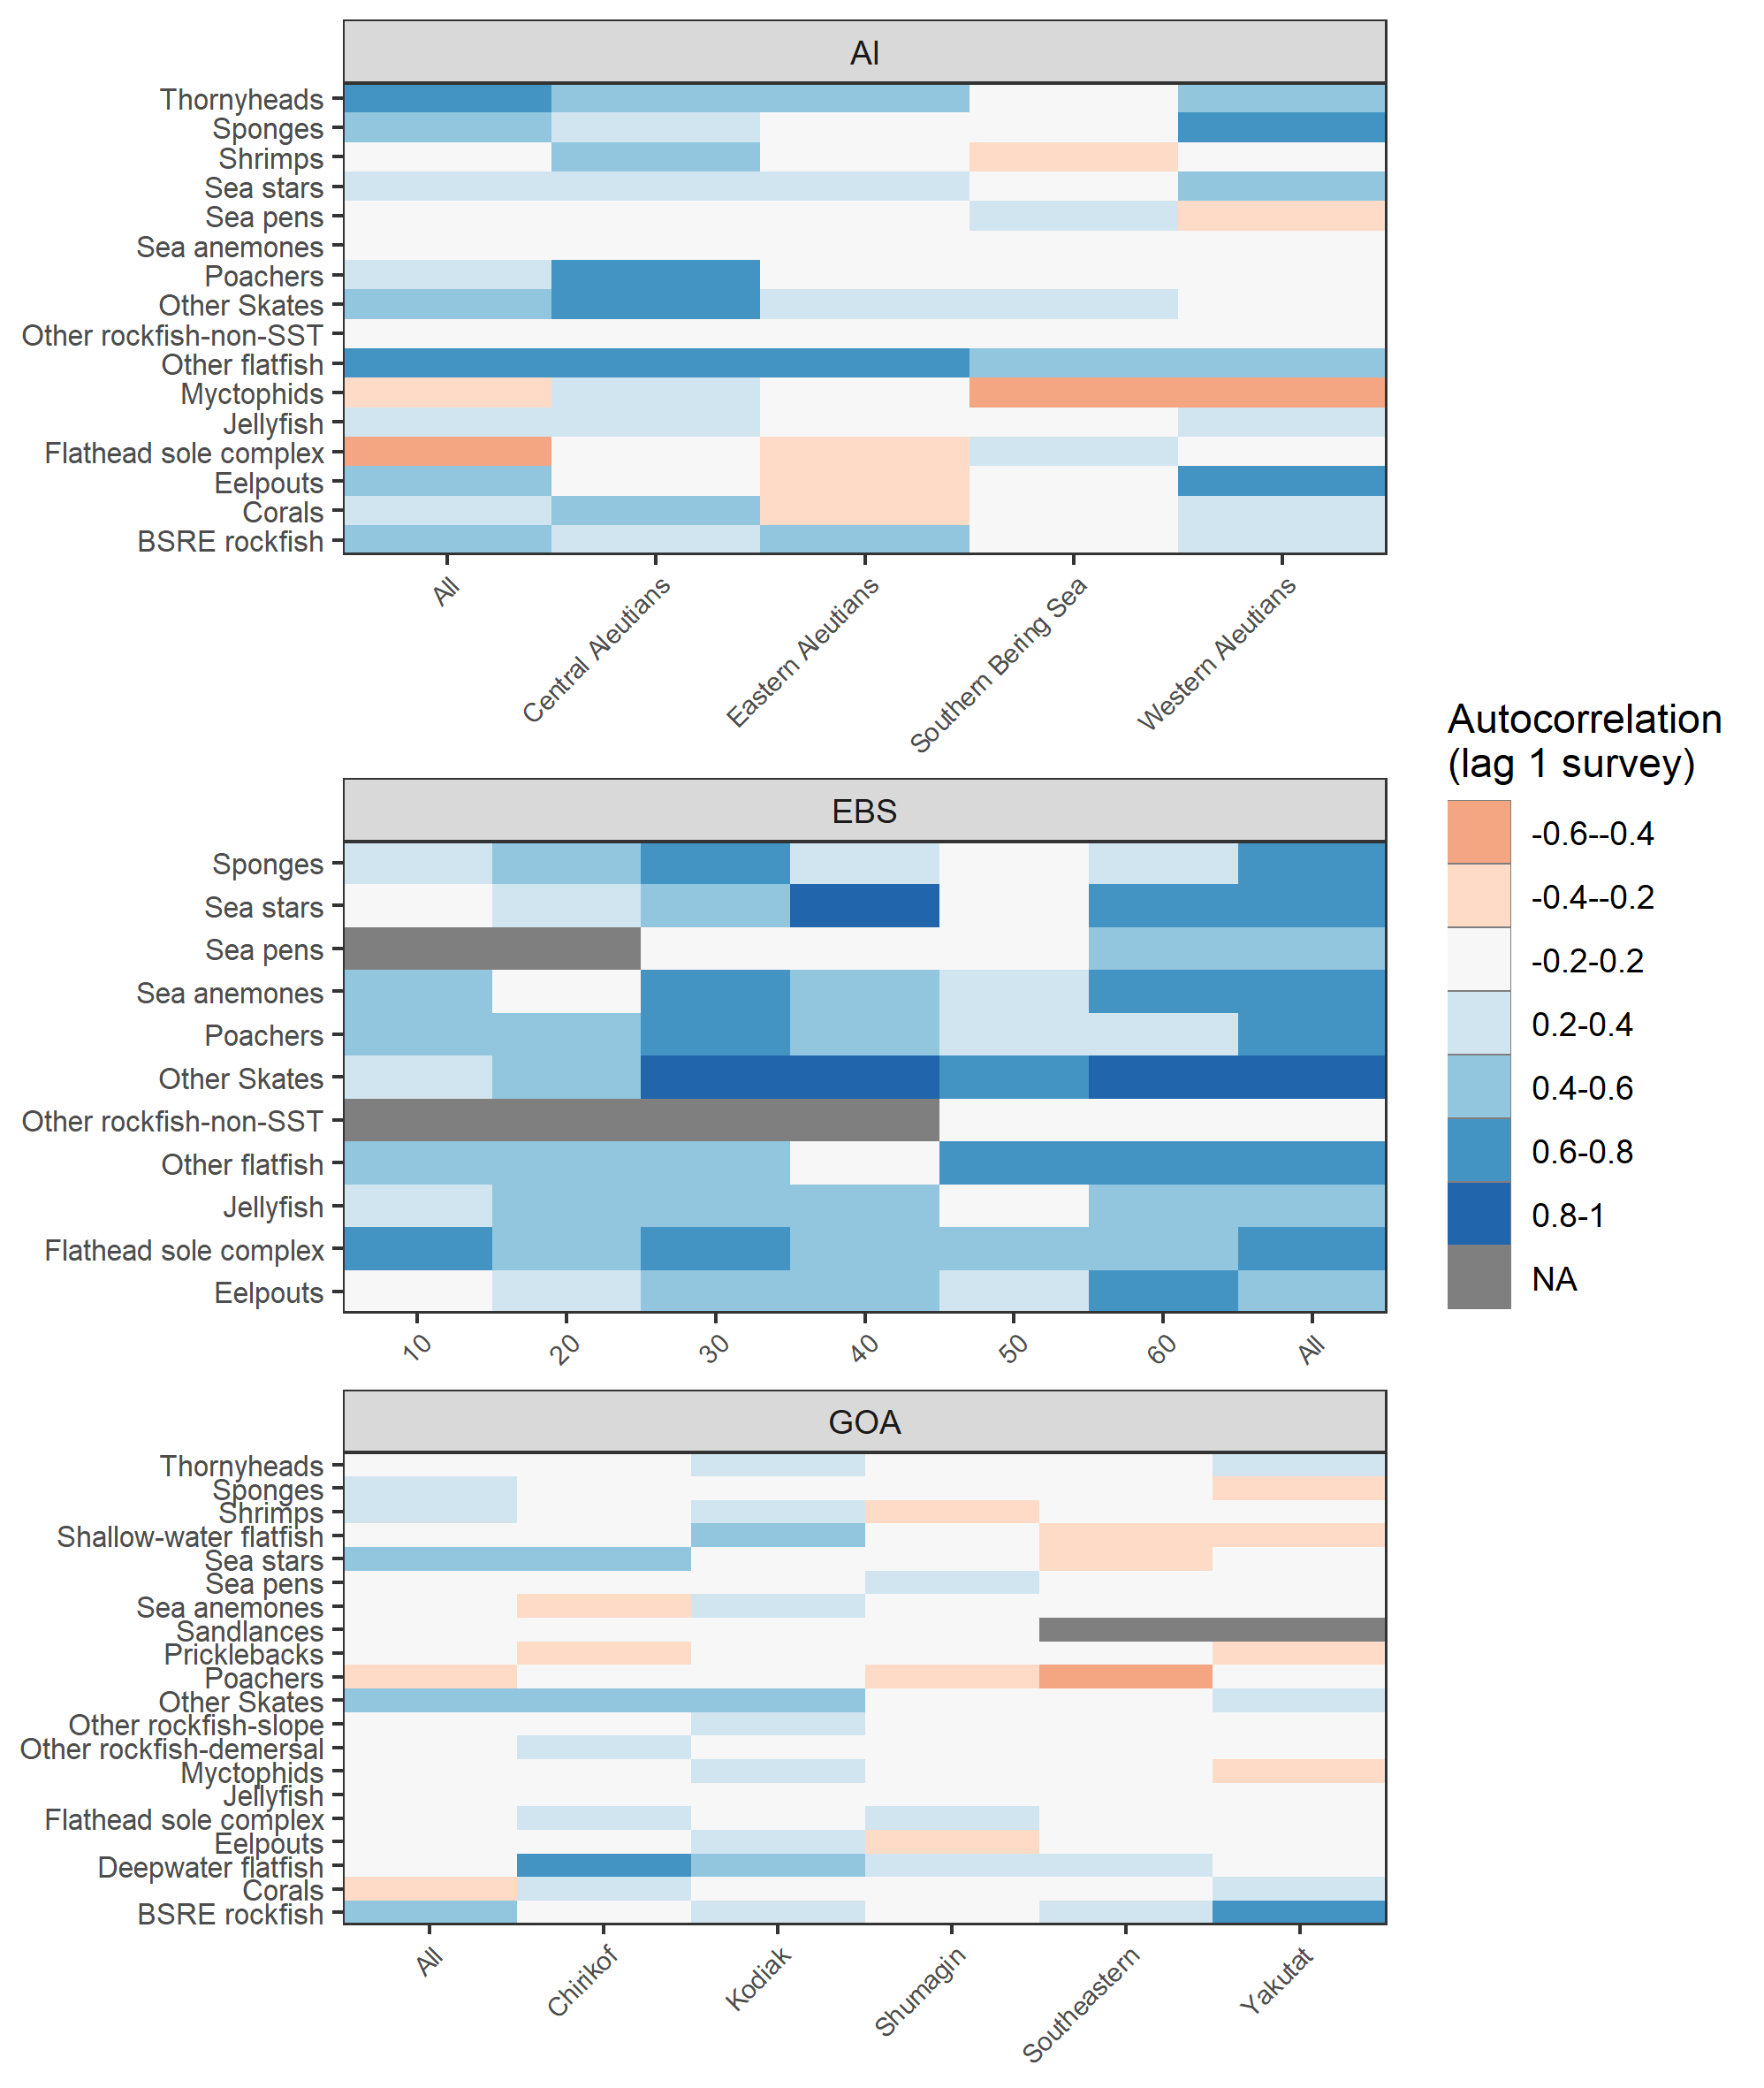 AI
Thornyheads
Sponges
Shrimps
Sea stars
Sea pens
Sea anemones
Poachers
Other Skates
Other rockfish-non-SST
Other flatfish
Myctophids
Jellyfish
Flathead sole complex
Eelpouts
Corals
BSRE rockfish
All
Central Aleutians
Eastern Aleutians
Southern Bering Sea
Western Aleutians
EBS
Sponges
Sea stars
Sea pens
Sea anemones
Poachers
Other Skates
Other rockfish-non-SST
Other flatfish
Jellyfish
Flathead sole complex
Eelpouts
10
20
30
40
50
60
All
GOA
Thornyheads
Sponges
Shrimps
Shallow-water flatfish
Sea stars
Sea pens
Sea anemones
Sandlances
Pricklebacks
Poachers
Other Skates
Other rockfish-slope
Other rockfish-demersal
Myctophids
Jellyfish
Flathead sole complex
Eelpouts
Deepwater flatfish
Corals
BSRE rockfish
All
Chirikof
Kodiak
Shumagin
Southeastern
Yakutat
Autocorrelation
(lag 1 survey)
-0.6--0.4
-0.4--0.2
-0.2-0.2
0.2-0.4
0.4-0.6
0.6-0.8
0.8-1
NA